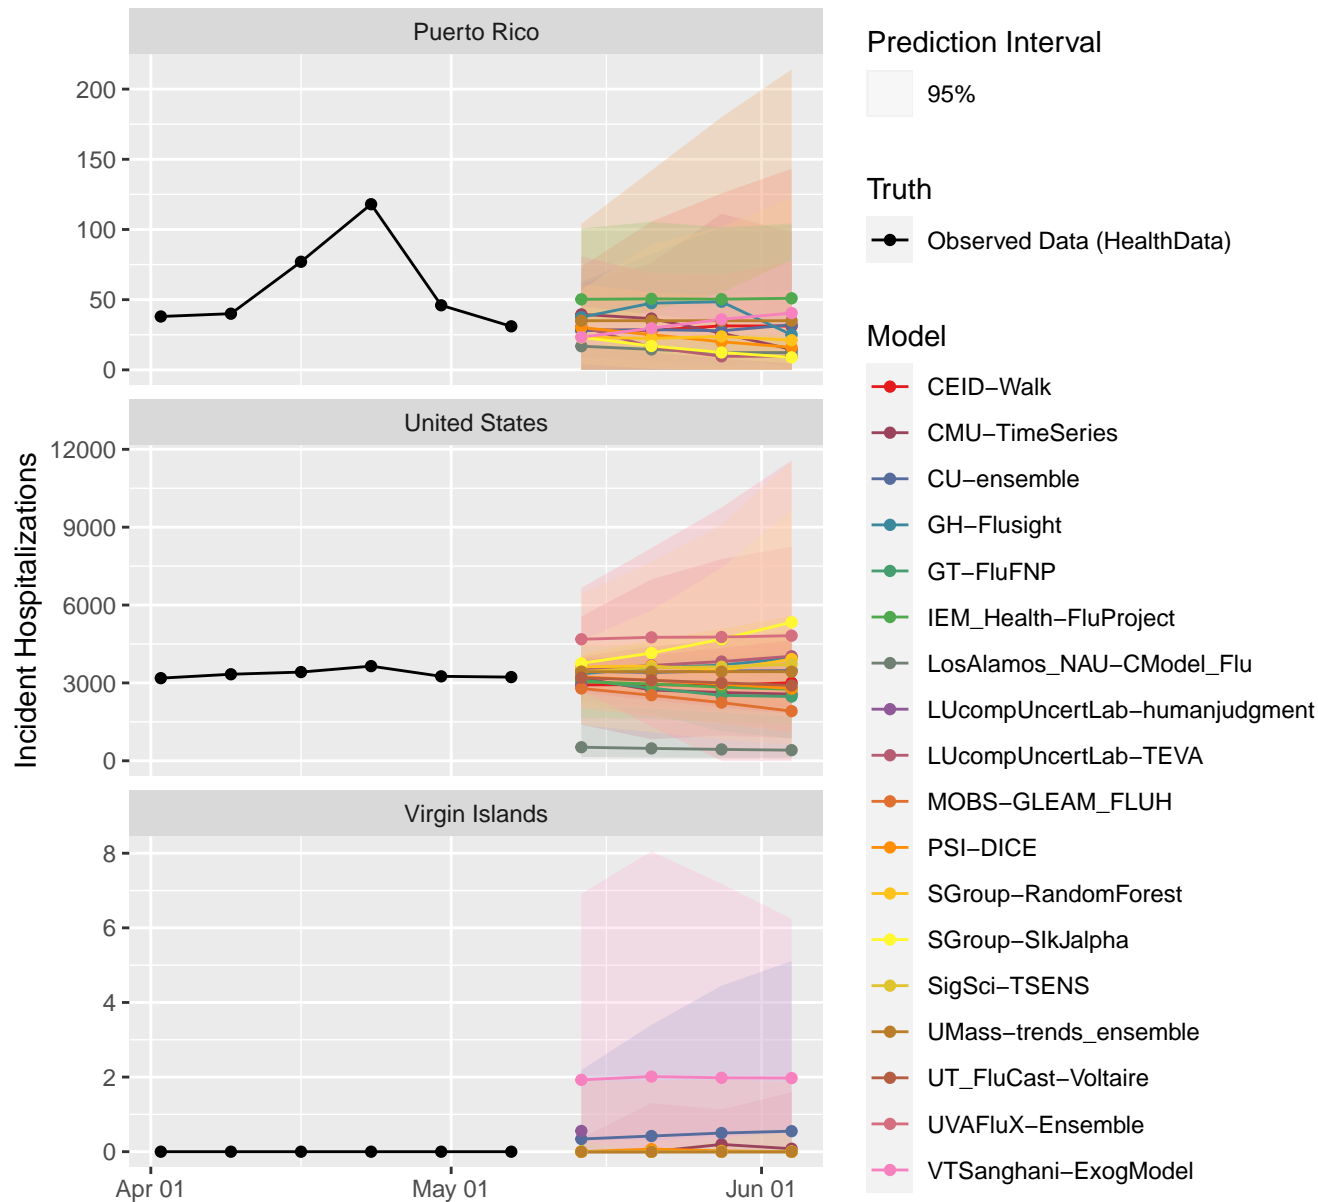 Puerto Rico
200
150
100
50
0
United States
12000
9000
6000
3000
0
Virgin Islands
8
6
4
2
0
Apr 01
May 01
Jun 01
Incident Hospitalizations
Prediction Interval
95%
Truth
Observed Data (HealthData)
Model
CEID−Walk
CMU−TimeSeries
CU−ensemble
GH−Flusight
GT−FluFNP
IEM_Health−FluProject
LosAlamos_NAU−CModel_Flu
LUcompUncertLab−humanjudgment
LUcompUncertLab−TEVA
MOBS−GLEAM_FLUH
PSI−DICE
SGroup−RandomForest
SGroup−SIkJalpha
SigSci−TSENS
UMass−trends_ensemble
UT_FluCast−Voltaire
UVAFluX−Ensemble
VTSanghani−ExogModel